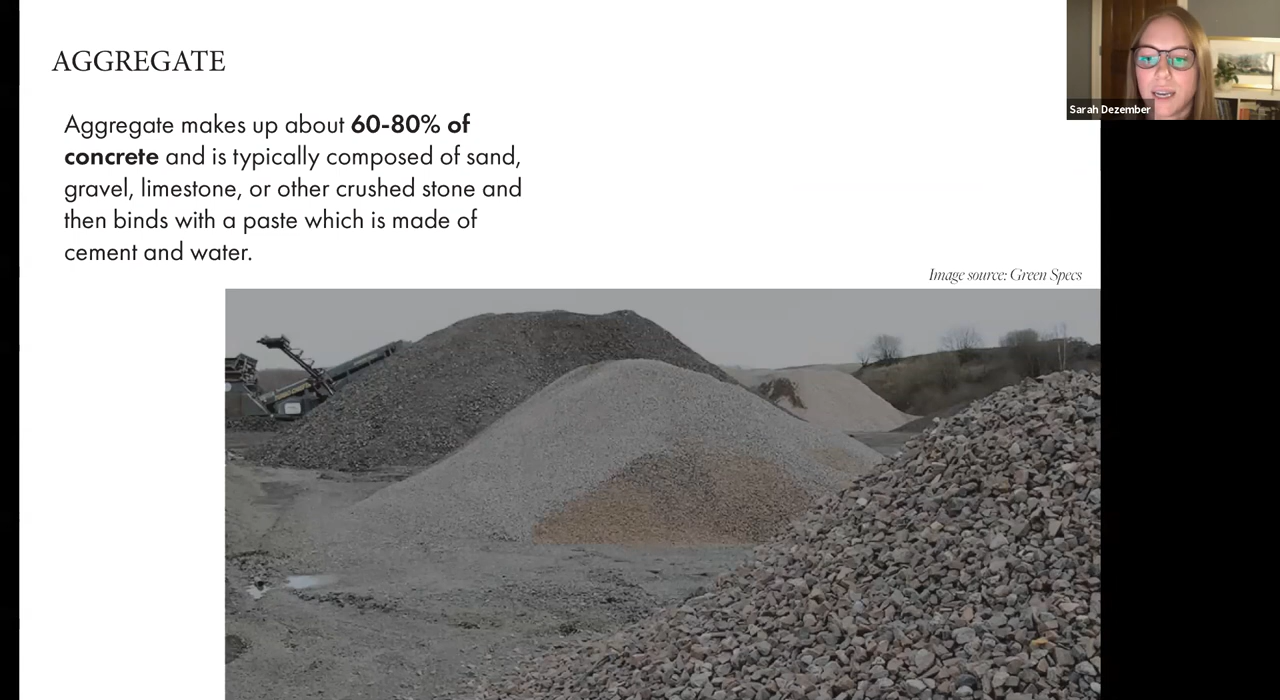 AGGREGATE
Aggregate makes up about 60-80% of
concrete and is typically composed of sand,
gravel, limestone, or other crushed stone and
then binds with a paste which is made of
cement and water.
Image source: Green Specs
Sarah Dezember